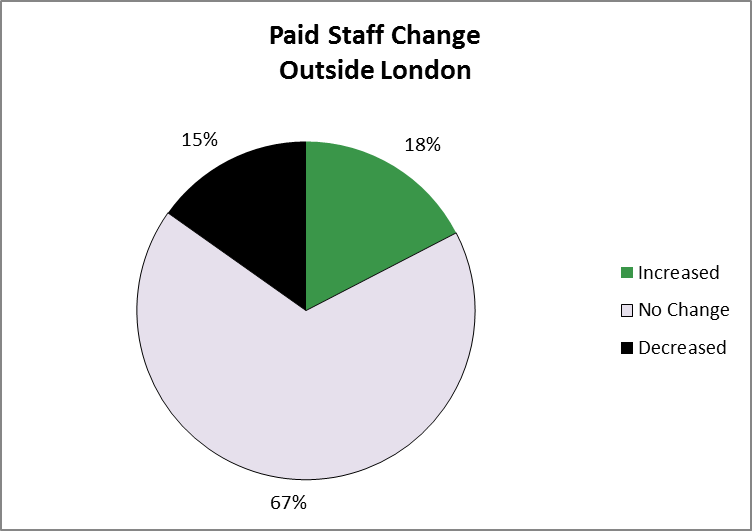 Paid Staff Change
Outside London
15%
18%
Increased
No Change
Decreased
67%